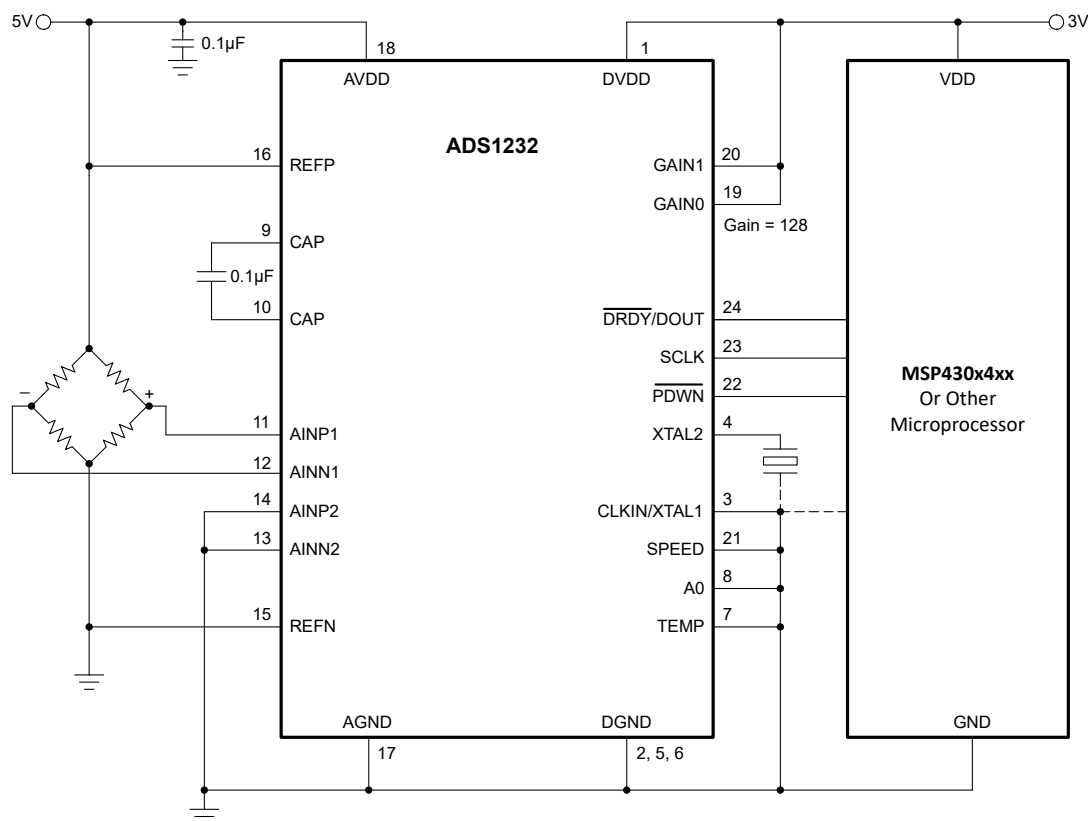 5V
3V
0.1µF
18
1
AVDD
DVDD
VDD
ADS1232
16
REFP
GAIN1
20
GAIN0
19
Gain = 128
9
CAP
0.1µF
10
CAP
DRDY/DOUT
24
SCLK
23
PDWN
22
MSP430x4xx
Or Other
Microprocessor
–
+
11
AINP1
XTAL2
4
12
AINN1
14
AINP2
CLKIN/XTAL1
3
13
AINN2
SPEED
21
A0
8
15
REFN
TEMP
7
AGND
DGND
GND
17
2, 5, 6